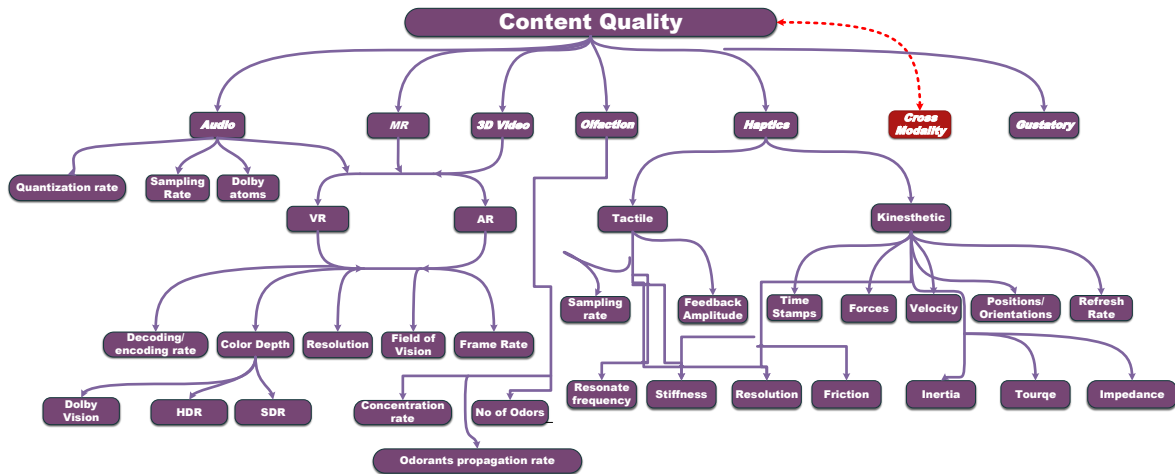 Content Quality
Audio
MR
3D Video
Olfaction
Haptics
Cross
Modality
Gustatory
Quantization rate
Sampling
Rate
Dolby
atoms
VR
AR
Tactile
Kinesthetic
Sampling
rate
Feedback
Amplitude
Time
Stamps
Forces
Velocity
Positions/
Orientations
Refresh
Rate
Decoding/
encoding rate
Color Depth
Resolution
Field of
Vision
Frame Rate
Resonate
frequency
Stiffness
Resolution
Friction
Inertia
Tourqe
Impedance
Dolby
Vision
HDR
SDR
Concentration
rate
No of Odors
Odorants propagation rate